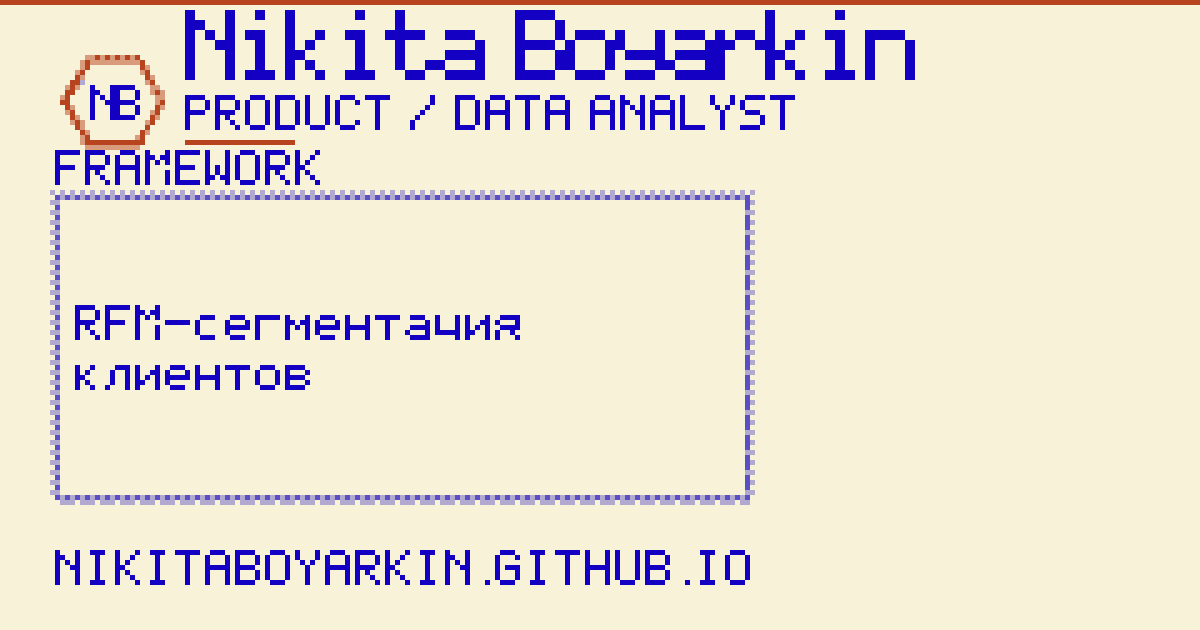 Nikita Boyarkin
NB
PRODUCT / DATA ANALYST
FRAMEWORK
RFM-сегментация
клиентов
NIKITABOYARKIN.GITHUB.IO